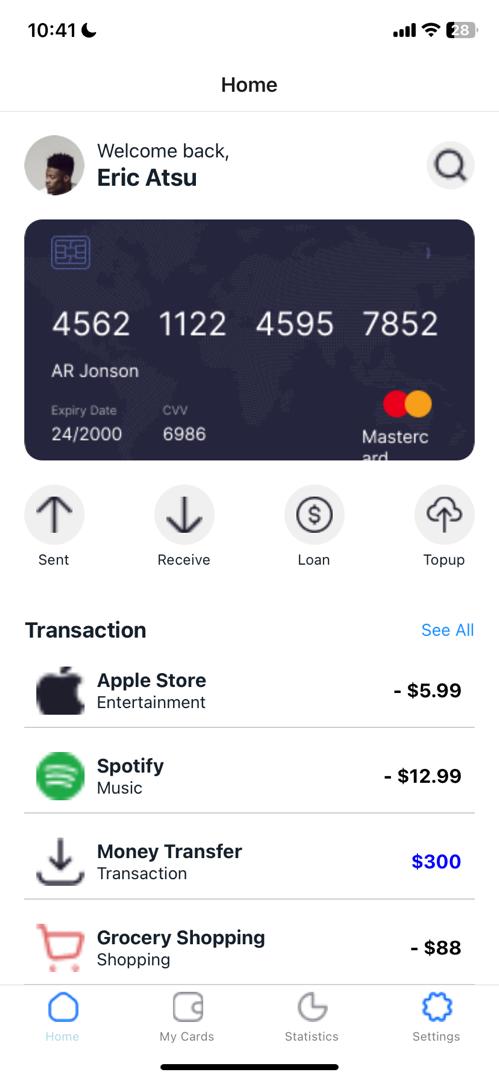 10:41
28
Home
Welcome back,
Eric Atsu
4562 1122 4595 7852
AR Jonson
Expiry Date CVV
24/2000 6986
Masterc
ard
Sent Receive Loan Topup
Transaction See All
Apple Store
Entertainment
- $5.99
Spotify
Music
- $12.99
Money Transfer
Transaction
$300
Grocery Shopping
Shopping
- $88
Home My Cards Statistics Settings